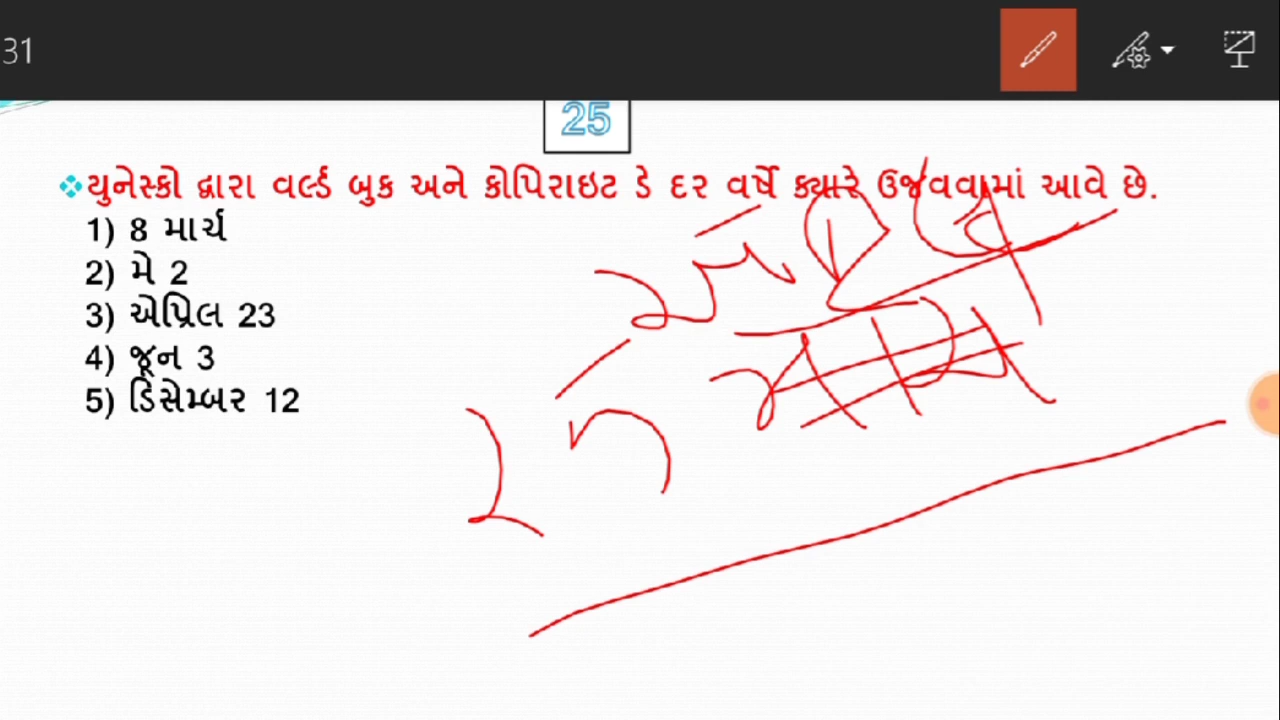 31
25
યુનેસ્કો દ્વારા વર્લ્ડ બુક અને કોપિરાઇટ ડે દર વર્ષે ક્યારે ઉજવવામાં આવે છે.
1) 8 માર્ચ
2) મે 2
3) એપ્રિલ 23
4) જૂન 3
5) ડિસેમ્બર 12